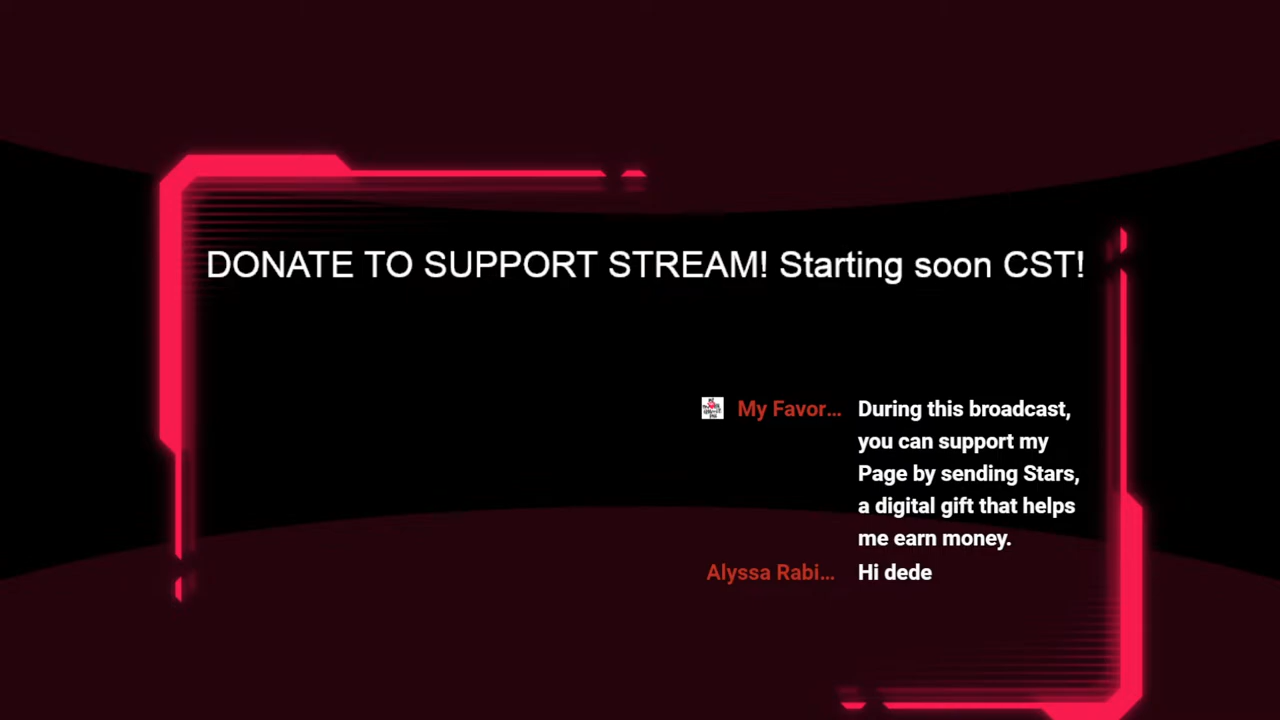 DONATE TO SUPPORT STREAM! Starting soon CST!
My Favor... During this broadcast,
you can support my
Page by sending Stars,
a digital gift that helps
me earn money.
Alyssa Rabi... Hi dede